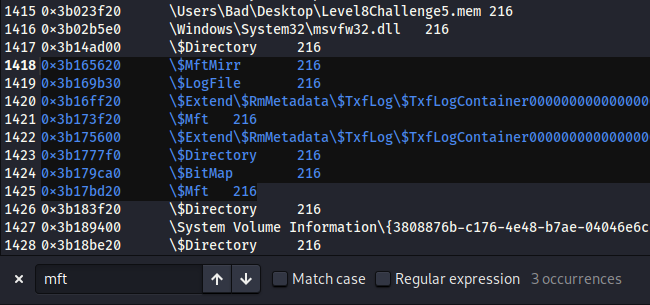 1415 0×3b023f20 \Users\Bad\Desktop\Level8Challenge5.mem 216
1416 0×3b02b5e0 \Windows\System32\msvfw32.dll 216
1417 0×3b14ad00 \$Directory 216
1418 0×3b165620 \$MftMirr 216
1419 0×3b169b30 \$LogFile 216
1420 0×3b16ff20 \$Extend\$RmMetadata\$TxfLog\$TxfLogContainer000000000000000
1421 0×3b173f20 \$Mft 216
1422 0×3b175600 \$Extend\$RmMetadata\$TxfLog\$TxfLogContainer000000000000000
1423 0×3b1777f0 \$Directory 216
1424 0×3b179ca0 \$BitMap 216
1425 0×3b17bd20 \$Mft 216
1426 0×3b183f20 \$Directory 216
1427 0×3b189400 \System Volume Information\{3808876b-c176-4e48-b7ae-04046e6c
1428 0×3b18be20 \$Directory 216
× mft ↑ ↓ Match case Regular expression 3 occurrences